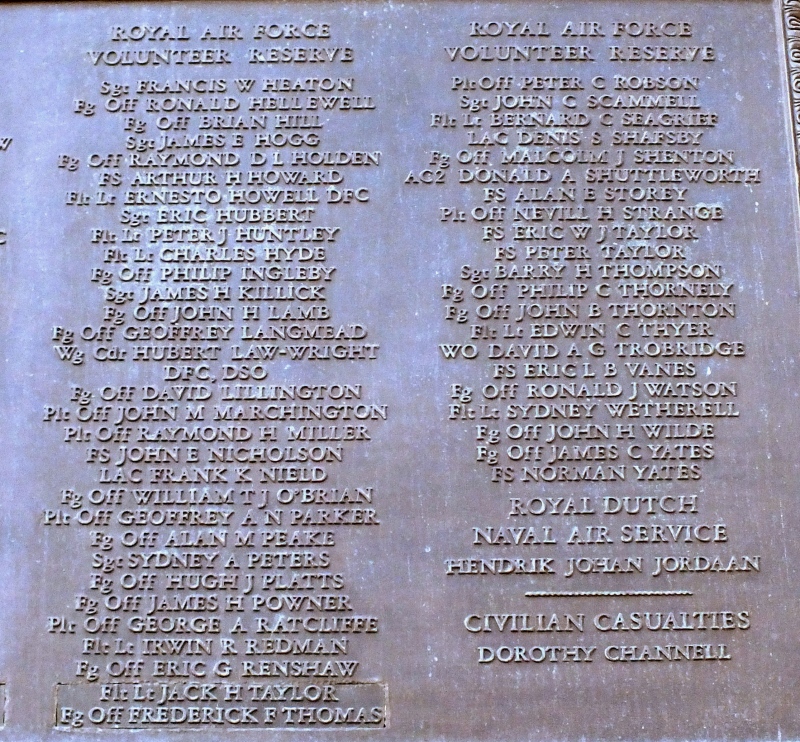 ROYAL AIR FORCE
VOLUNTEER RESERVE
Sgt FRANCIS W HEATON
Fg Off RONALD HELLEWELL
Fg Off BRIAN HILL
Sgt JAMES E HOGG
Fg Off RAYMOND D L HOLDEN
FS ARTHUR H HOWARD
Flt Lt ERNESTO HOWELL DFC
Sgt ERIC HUBBERT
Flt Lt PETER J HUNTLEY
Flt Lt CHARLES HYDE
Fg Off PHILIP INGLEBY
Sgt JAMES H KILLICK
Fg Off JOHN H LAMB
Fg Off GEOFFREY LANGMEAD
Wg Cdr HUBERT LAW-WRIGHT
DFC, DSO
Fg Off DAVID LILLINGTON
Plt Off JOHN M MARCHINGTON
Plt Off RAYMOND H MILLER
FS JOHN E NICHOLSON
LAC FRANK K NIELD
Fg Off WILLIAM T J O'BRIAN
Plt Off GEOFFREY A N PARKER
Fg Off ALAN M PEAKE
Sgt SYDNEY A PETERS
Fg Off HUGH J PLATTS
Fg Off JAMES H POWNER
Plt Off GEORGE A RATCLIFFE
Flt Lt IRWIN R REDMAN
Fg Off ERIC G RENSHAW
Flt Lt JACK H TAYLOR
Fg Off FREDERICK F THOMAS
ROYAL AIR FORCE
VOLUNTEER RESERVE
Plt Off PETER C ROBSON
Sgt JOHN C SCAMMELL
Flt Lt BERNARD C SEAGRIEF
LAC DENIS S SHAFSBY
Fg Off MALCOLM J SHENTON
AC2 DONALD A SHUTTLEWORTH
FS ALAN E STOREY
Plt Off NEVILL H STRANGE
FS ERIC W J TAYLOR
FS PETER TAYLOR
Sgt BARRY H THOMPSON
Fg Off PHILIP C THORNELY
Fg Off JOHN B THORNTON
Flt Lt EDWIN C THYER
WO DAVID A G TROBRIDGE
FS ERIC L B VANES
Fg Off RONALD J WATSON
Flt Lt SYDNEY WETHERELL
Fg Off JOHN H WILDE
Fg Off JAMES C YATES
FS NORMAN YATES
ROYAL DUTCH
NAVAL AIR SERVICE
HENDRIK JOHAN JORDAAN
CIVILIAN CASUALTIES
DOROTHY CHANNELL